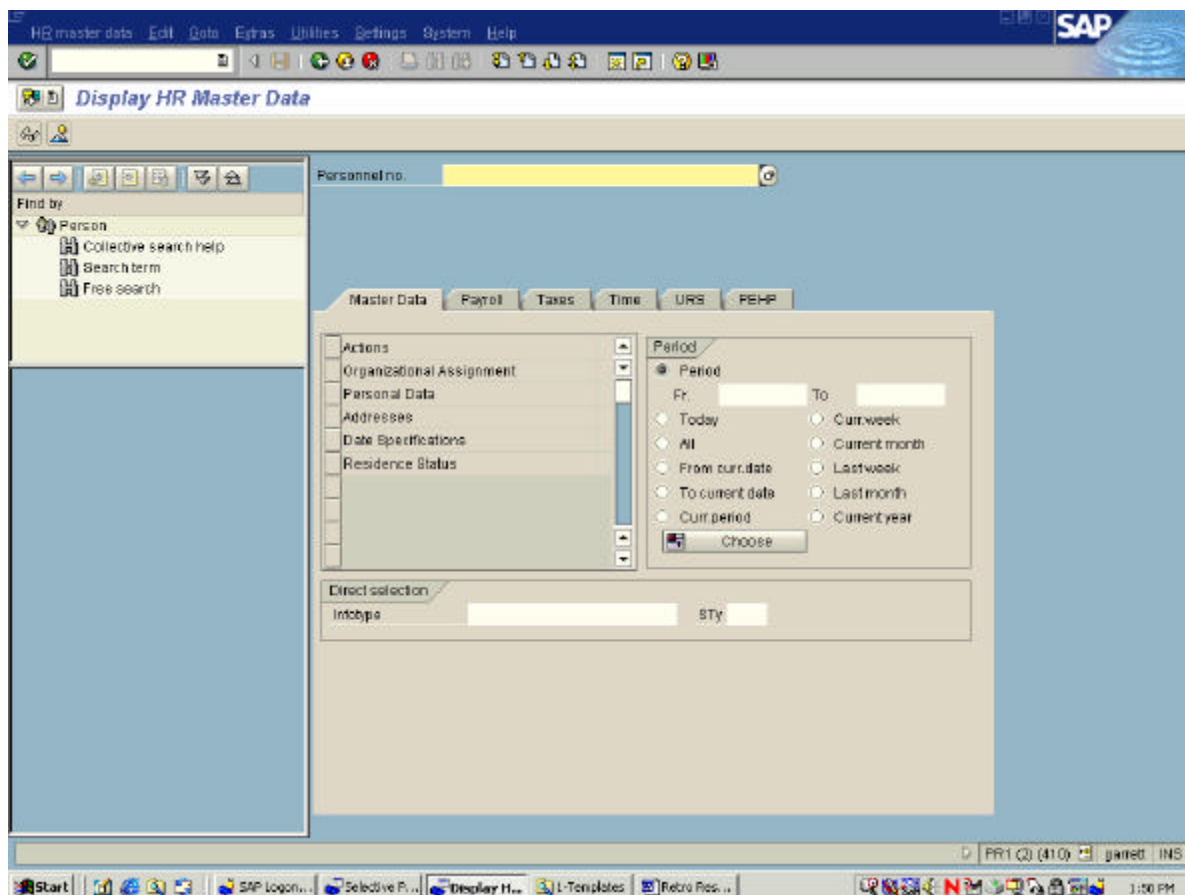 HR master data Edit Goto Extras Utilities Settings System Help
SAP
Display HR Master Data
Find by
Person
Collective search help
Search term
Free search
Personnel no.
Master Data Payroll Taxes Time URS PEHP
Actions
Organizational Assignment
Personal Data
Addresses
Date Specifications
Residence Status
Period
Period
Fr. To
Today Curr.week
All Current month
From curr.date Last week
To current date Last month
Curr.period Current year
Choose
Direct selection
Infotype STy
PR1 (2) (410) garrett INS
Start SAP Logon... Selective R... Display H... L-Templates Retro Res... 1:50 PM